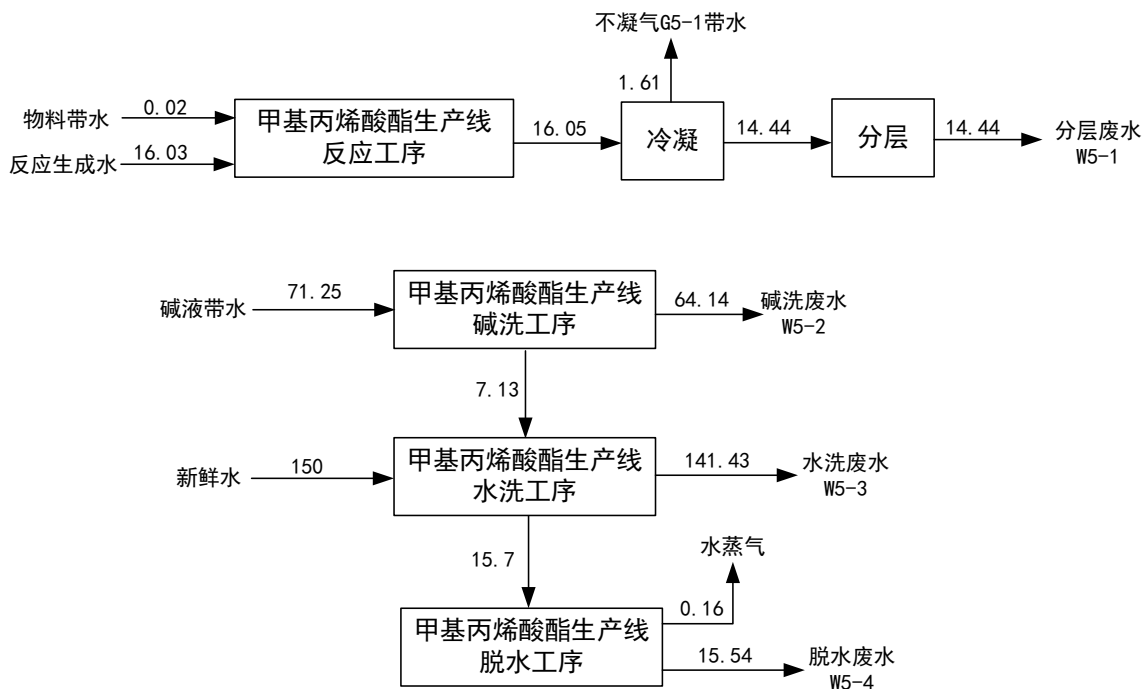 不凝气G5-1带水
1.61
物料带水
0.02
反应生成水
16.03
甲基丙烯酸酯生产线
反应工序
16.05
冷凝
14.44
分层
14.44
分层废水
W5-1
碱液带水
71.25
甲基丙烯酸酯生产线
碱洗工序
64.14
碱洗废水
W5-2
7.13
新鲜水
150
甲基丙烯酸酯生产线
水洗工序
141.43
水洗废水
W5-3
15.7
水蒸气
0.16
甲基丙烯酸酯生产线
脱水工序
15.54
脱水废水
W5-4